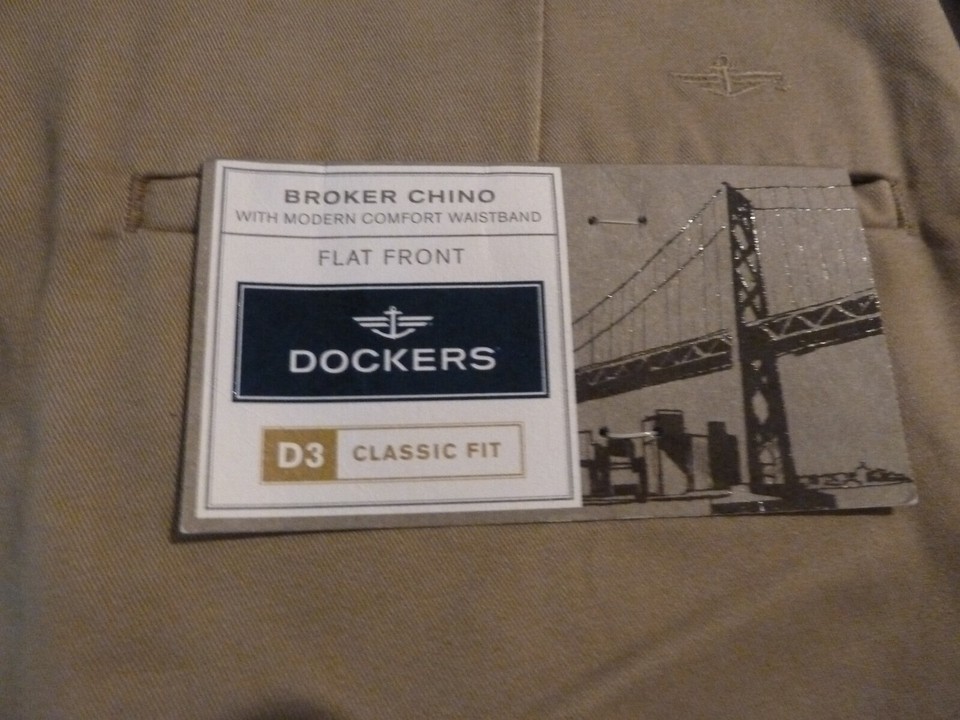 BROKER CHINO
WITH MODERN COMFORT WAISTBAND
FLAT FRONT
DOCKERS
D3 CLASSIC FIT